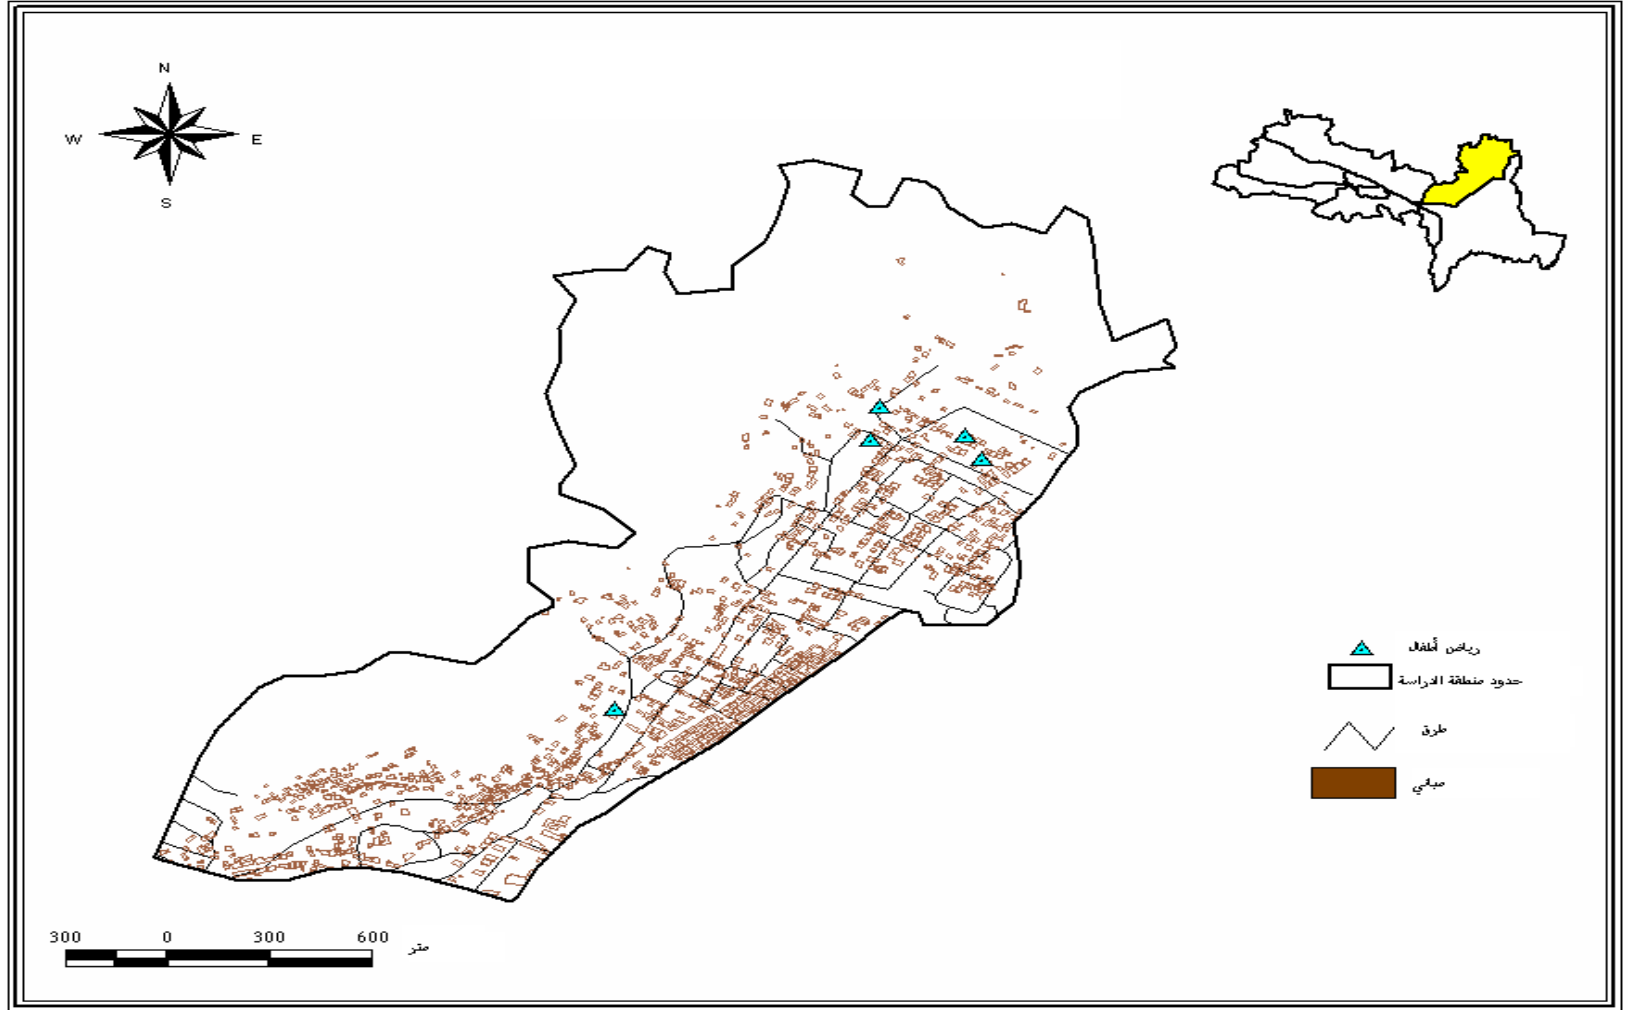 N
W E
S
رياض أطفال
حدود منطقة الدراسة
طرق
مباني
300 0 300 600 متر